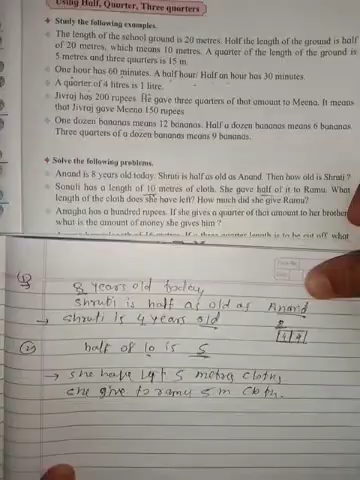 Using Half, Quarter, Three quarters
Study the following examples.
The length of the school ground is 20 metres. Half the length of the ground is half
of 20 metres, which means 10 metres. A quarter of the length of the ground is
5 metres and three quarters is 15 m.
One hour has 60 minutes. A half hour/ Half an hour has 30 minutes.
A quarter of 4 litres is 1 litre.
Jivraj has 200 rupees. He gave three quarters of that amount to Meena. It means
that Jivraj gave Meena 150 rupees
One dozen bananas means 12 bananas. Half a dozen bananas means 6 bananas.
Three quarters of a dozen bananas means 9 bananas.
Solve the following problems.
Anand is 8 years old today. Shruti is half as old as Anand. Then how old is Shruti ?
Sonali has a length of 10 metres of cloth. She gave half of it to Ramu. What
length of the cloth does she have left? How much did she give Ramu?
Anagha has a hundred rupees. If she gives a quarter of that amount to her brother
what is the amount of money she gives him ?
8 years old today
shruti is half as old as Anand
→ shruti is 4 years old
8
4 4
half of 10 is 5
→ she have left 5 metres cloth,
she give to ramu 5 m cloth.